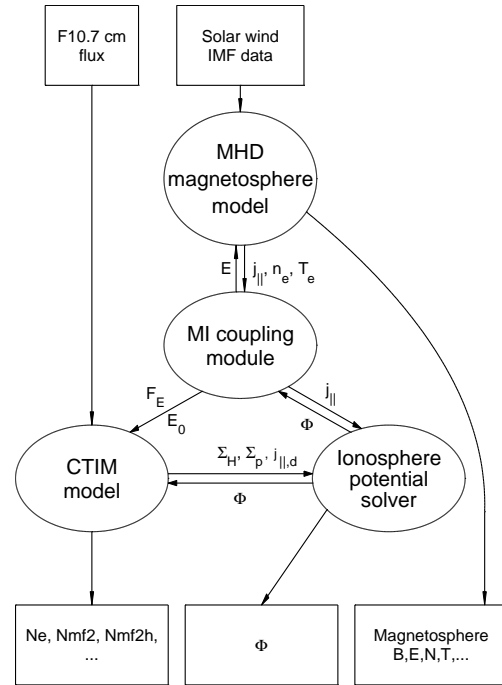 F10.7 cm
flux
Solar wind
IMF data
MHD
magnetosphere
model
E
j||, ne, Te
MI coupling
module
FE
E0
j||
Φ
CTIM
model
ΣH, Σp, j||,d
Φ
Ionosphere
potential
solver
Ne, Nmf2, Nmf2h,
...
Φ
Magnetosphere
B,E,N,T,...